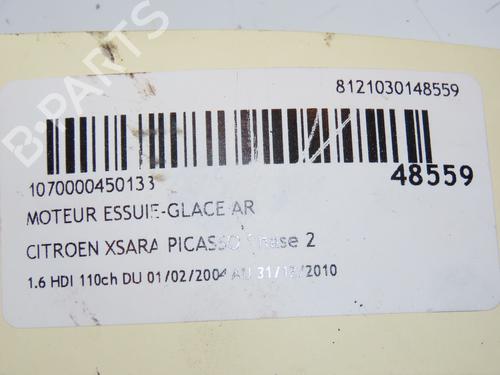 B-PARTS
8121030148559
1070000450133
48559
MOTEUR ESSUIE-GLACE AR
CITROEN XSARA PICASSO Phase 2
1.6 HDI 110ch DU 01/02/2004 AU 31/12/2010